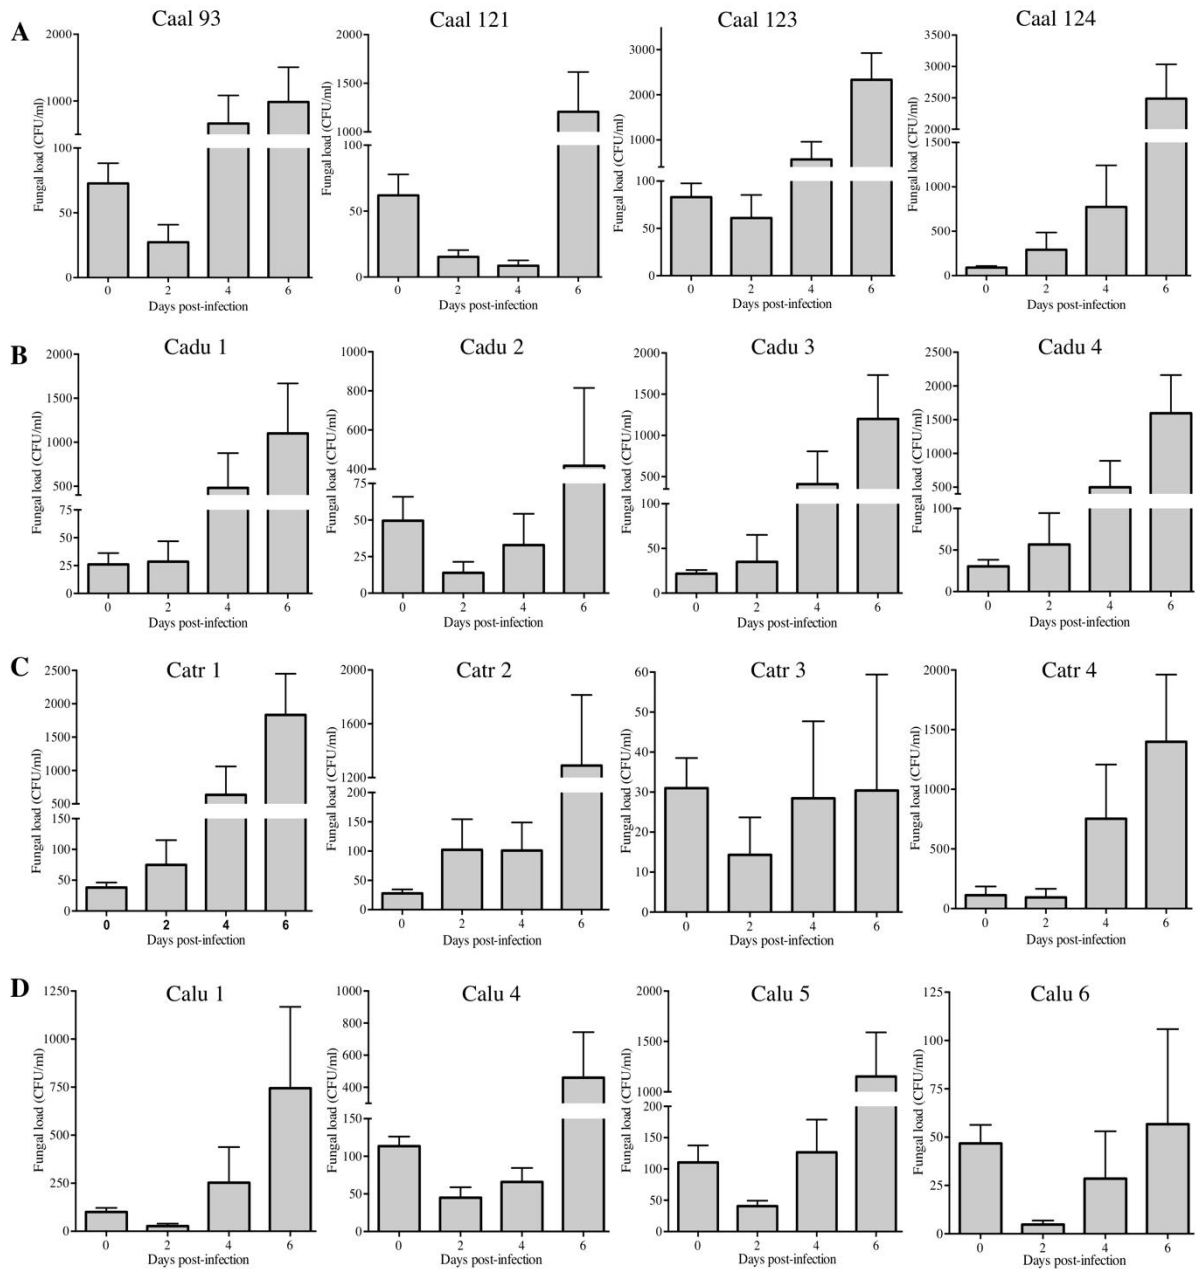 A
Caal 93
Fungal load (CFU/ml)
2000
1000
100
50
0
0 2 4 6
Days post-infection
Caal 121
Fungal load (CFU/ml)
2000
1500
1000
100
50
0
0 2 4 6
Days post-infection
Caal 123
Fungal load (CFU/ml)
3000
2000
1000
100
50
0
0 2 4 6
Days post-infection
Caal 124
Fungal load (CFU/ml)
3500
3000
2500
2000
1500
1000
500
0
0 2 4 6
Days post-infection
B
Cadu 1
Fungal load (CFU/ml)
2000
1500
1000
500
75
50
25
0
0 2 4 6
Days post-infection
Cadu 2
Fungal load (CFU/ml)
1000
800
600
400
75
50
25
0
0 2 4 6
Days post-infection
Cadu 3
Fungal load (CFU/ml)
2000
1500
1000
500
100
50
0
0 2 4 6
Days post-infection
Cadu 4
Fungal load (CFU/ml)
2500
2000
1500
1000
500
100
50
0
0 2 4 6
Days post-infection
C
Catr 1
Fungal load (CFU/ml)
2500
2000
1500
1000
500
150
100
50
0
0 2 4 6
Days post-infection
Catr 2
Fungal load (CFU/ml)
2000
1600
1200
200
150
100
50
0
0 2 4 6
Days post-infection
Catr 3
Fungal load (CFU/ml)
60
50
40
30
20
10
0
0 2 4 6
Days post-infection
Catr 4
Fungal load (CFU/ml)
2000
1500
1000
500
0
0 2 4 6
Days post-infection
D
Calu 1
Fungal load (CFU/ml)
1250
1000
750
500
250
0
0 2 4 6
Days post-infection
Calu 4
Fungal load (CFU/ml)
1000
800
600
400
150
100
50
0
0 2 4 6
Days post-infection
Calu 5
Fungal load (CFU/ml)
2000
1500
1000
200
150
100
50
0
0 2 4 6
Days post-infection
Calu 6
Fungal load (CFU/ml)
125
100
75
50
25
0
0 2 4 6
Days post-infection